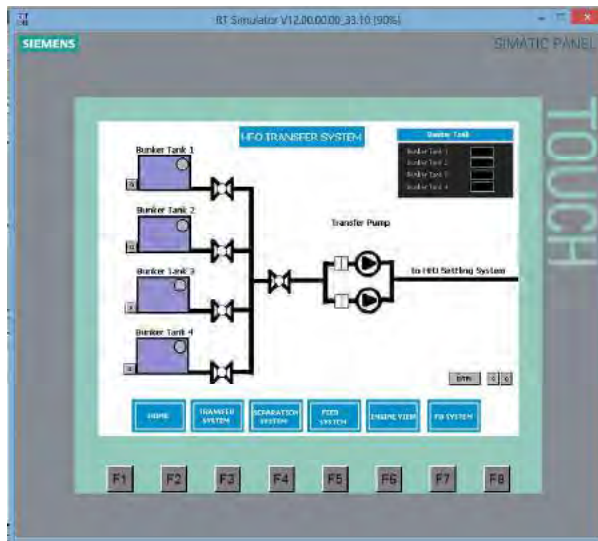 RT Simulator V12.00.00.00_33.10 [90%]
SIEMENS
SIMATIC PANEL
TOUCH
HFO TRANSFER SYSTEM
Bunker Tank
Bunker Tank 1
Bunker Tank 2
Bunker Tank 3
Bunker Tank 4
Bunker Tank 1
Bunker Tank 2
Bunker Tank 3
Bunker Tank 4
Transfer Pump
to HFO Settling System
HOME
TRANSFER
SYSTEM
SEPARATION
SYSTEM
FEED
SYSTEM
ENGINE VIEW
F1
F2
F3
F4
F5
F6
F7
F8